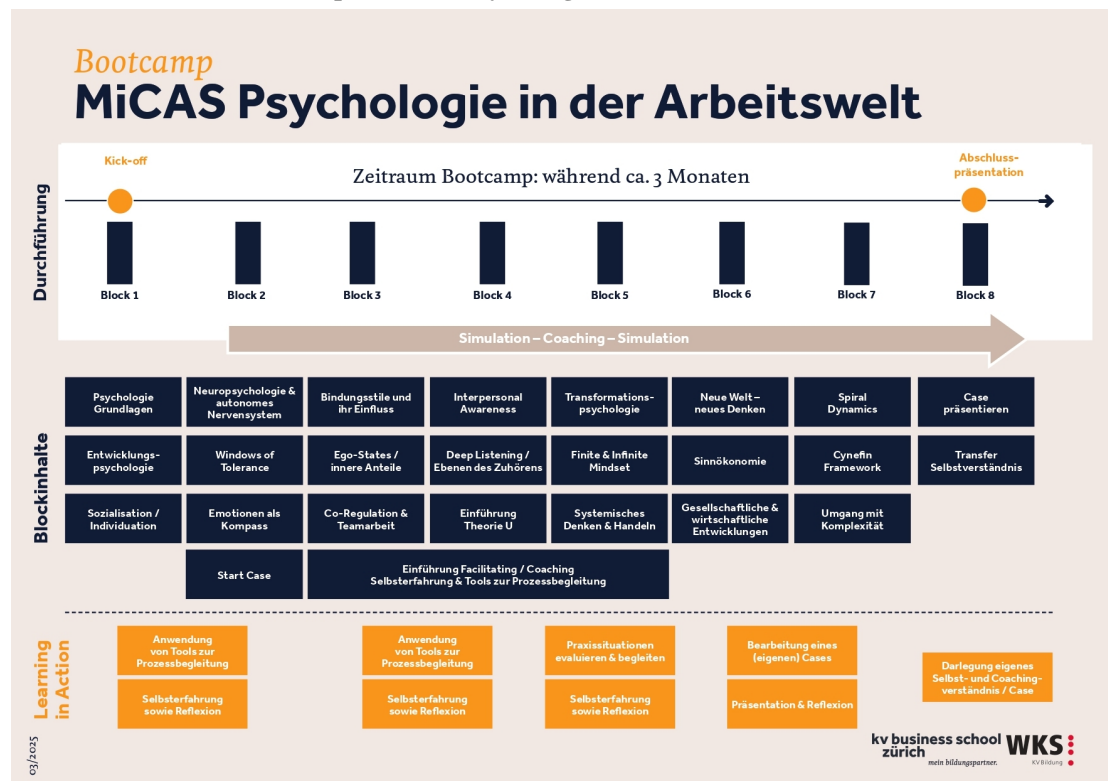 Bootcamp
MiCAS Psychologie in der Arbeitswelt
Durchführung
Kick-off
Zeitraum Bootcamp: während ca. 3 Monaten
Abschluss-
präsentation
Block 1
Block 2
Block 3
Block 4
Block 5
Block 6
Block 7
Block 8
Simulation – Coaching – Simulation
Blockinhalte
Psychologie
Grundlagen
Neuropsychologie &
autonomes
Nervensystem
Bindungsstile und
ihr Einfluss
Interpersonal
Awareness
Transformations-
psychologie
Neue Welt –
neues Denken
Spiral
Dynamics
Case
präsentieren
Entwicklungs-
psychologie
Windows of
Tolerance
Ego-States /
innere Anteile
Deep Listening /
Ebenen des Zuhörens
Finite & Infinite
Mindset
Sinnökonomie
Cynefin
Framework
Transfer
Selbstverständnis
Sozialisation /
Individuation
Emotionen als
Kompass
Co-Regulation &
Teamarbeit
Einführung
Theorie U
Systemisches
Denken & Handeln
Gesellschaftliche &
wirtschaftliche
Entwicklungen
Umgang mit
Komplexität
Start Case
Einführung Facilitating / Coaching
Selbsterfahrung & Tools zur Prozessbegleitung
Learning
in Action
Anwendung
von Tools zur
Prozessbegleitung
Anwendung
von Tools zur
Prozessbegleitung
Praxissituationen
evaluieren & begleiten
Bearbeitung eines
(eigenen) Cases
Darlegung eigenes
Selbst- und Coaching-
verständnis / Case
Selbsterfahrung
sowie Reflexion
Selbsterfahrung
sowie Reflexion
Selbsterfahrung
sowie Reflexion
Präsentation & Reflexion
03/2025
kv business school
zürich
mein bildungspartner.
WKS
KV Bildung